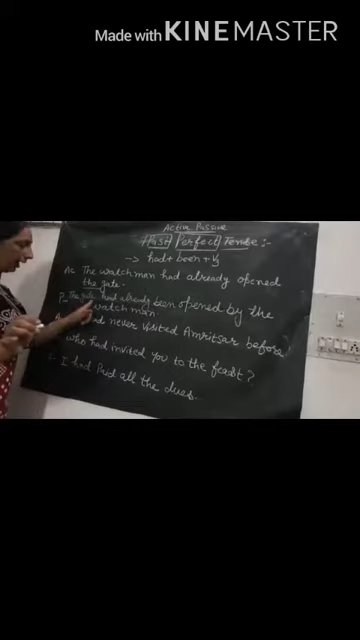 Made with KINEMASTER
Active Passive
Past Perfect Tense:-
→ had + been + V3
Ac The watchman had already opened
the gate.
P The gate had already been opened by the
watchman.
had never visited Amritsar before
who had invited you to the feast?
I had Paid all the dues.